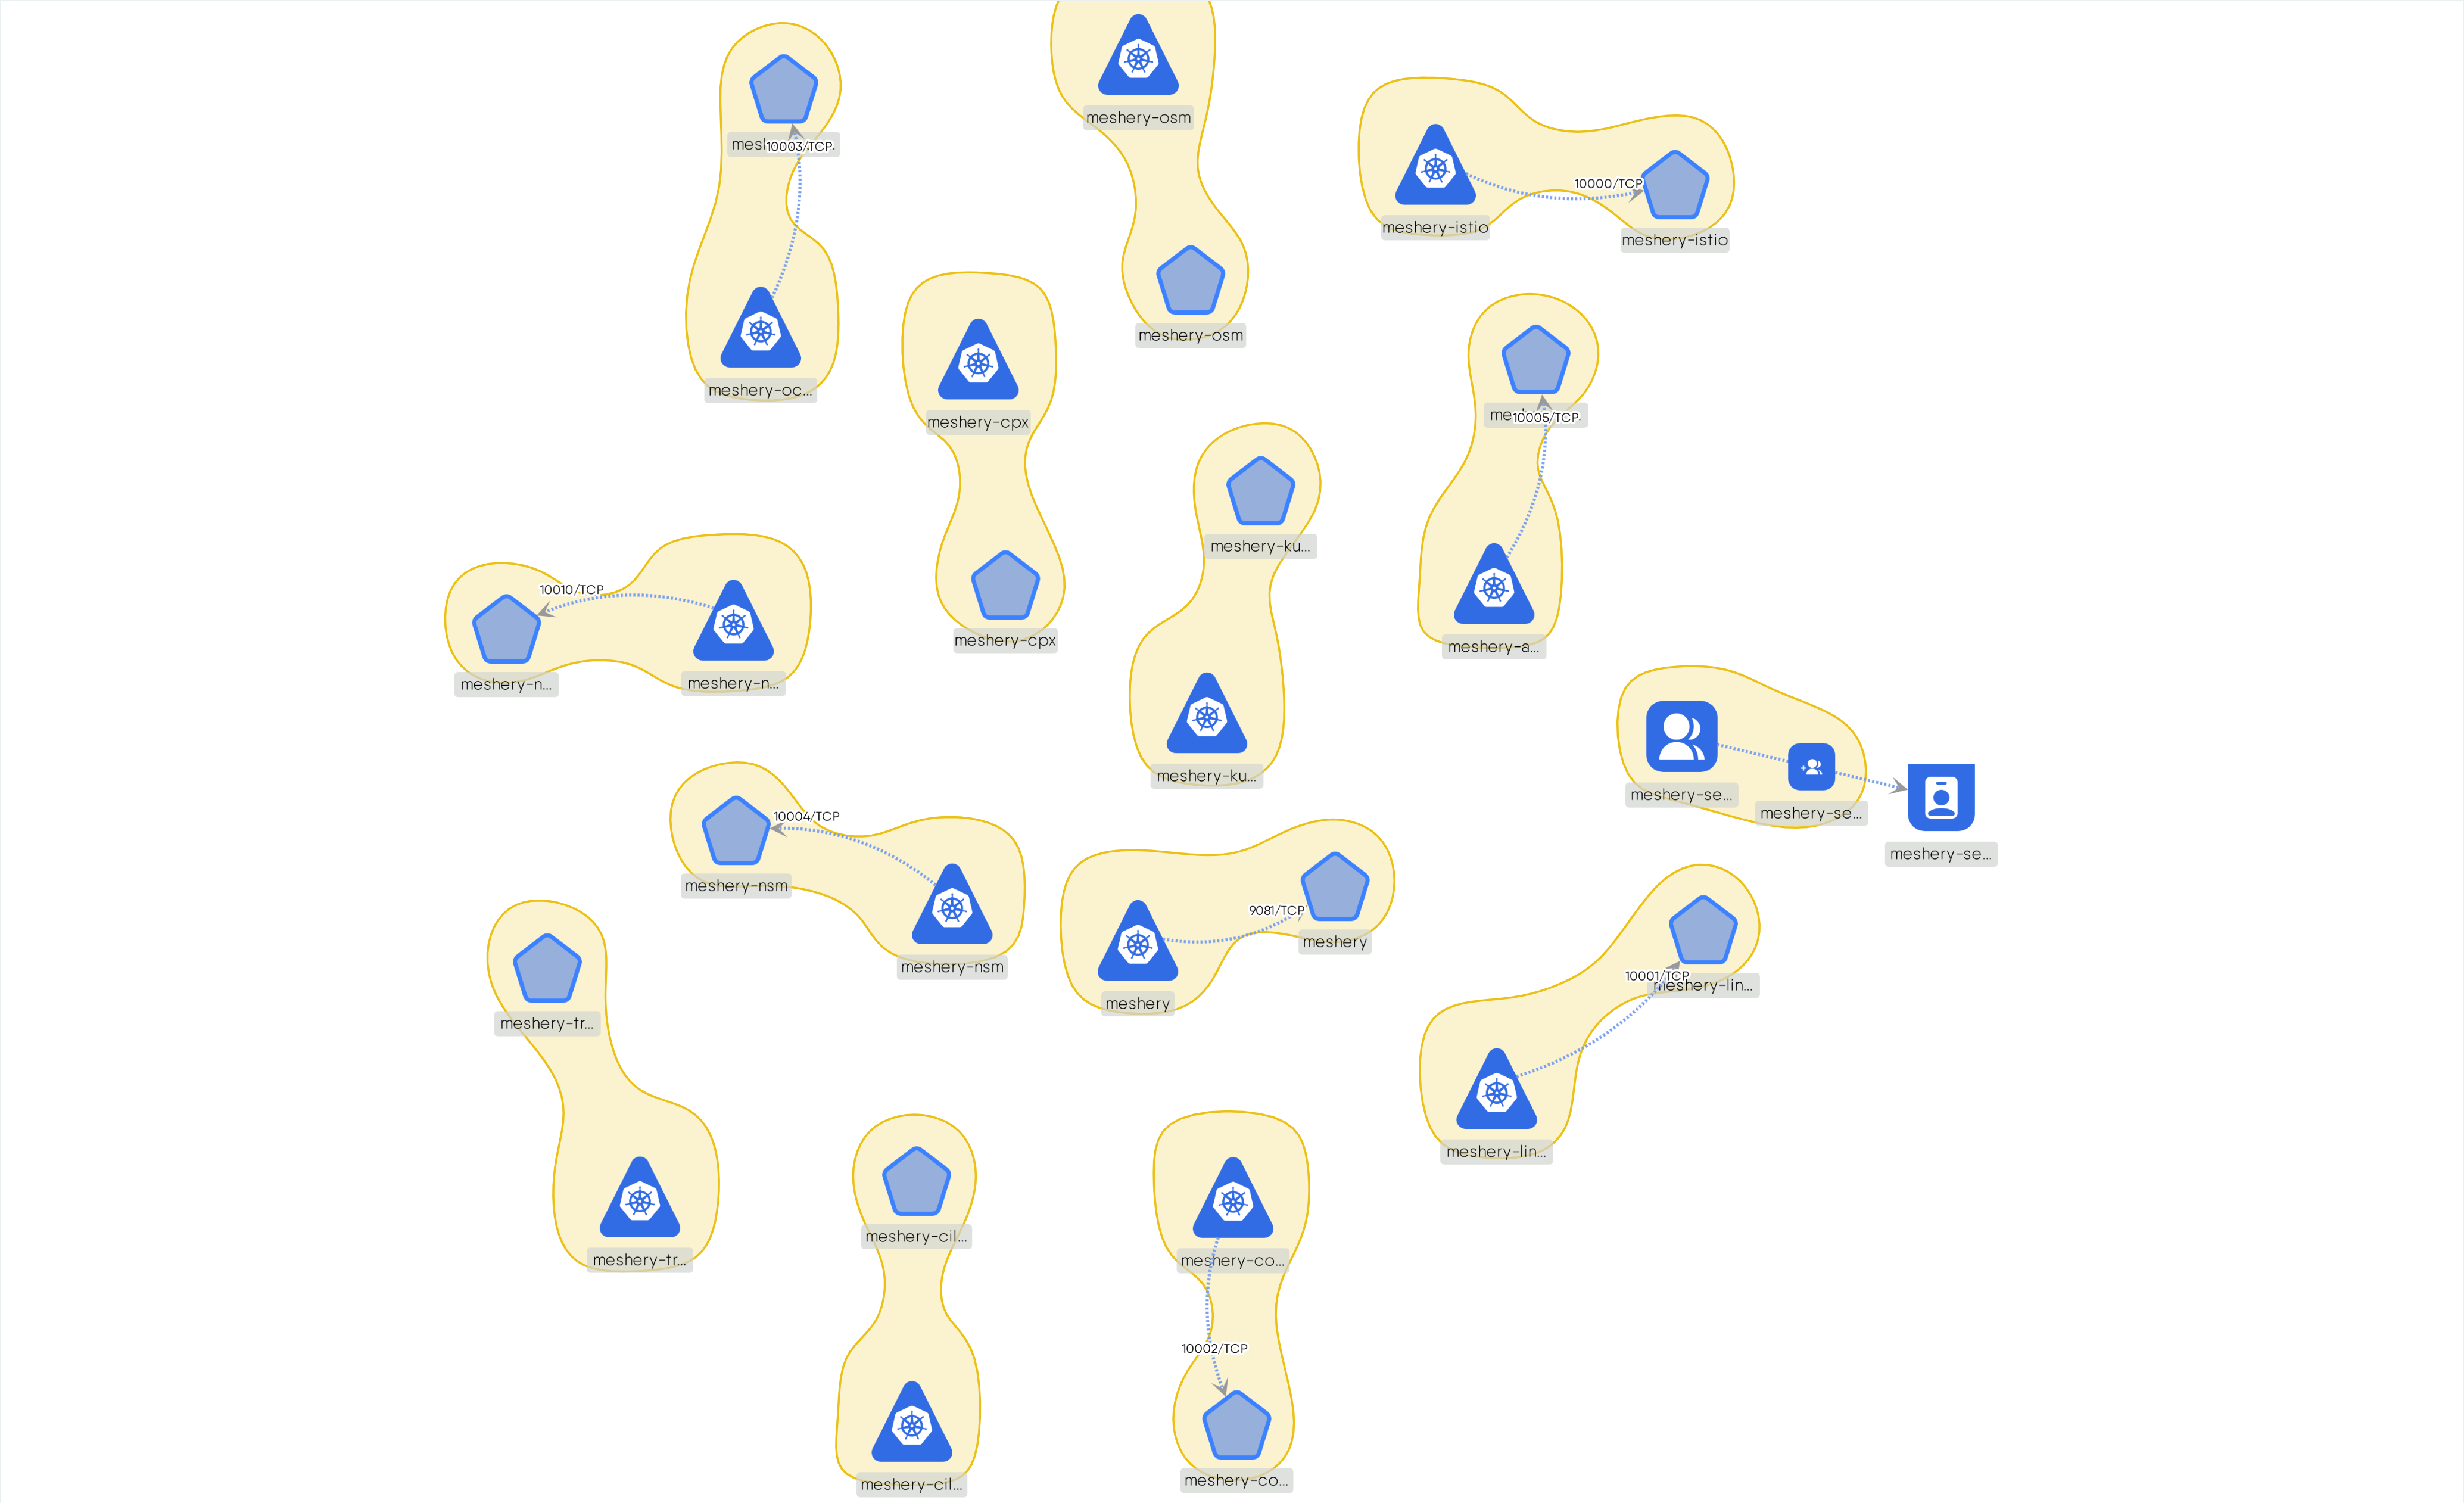 meshery-osm
10003/TCP
meshery-istio
10000/TCP
meshery-istio
meshery-osm
meshery-oc...
meshery-cpx
10005/TCP
meshery-ku...
10010/TCP
meshery-cpx
meshery-a...
meshery-n...
meshery-n...
meshery-ku...
meshery-se...
meshery-se...
meshery-se...
10004/TCP
meshery-nsm
9081/TCP
meshery
meshery-nsm
10001/TCP
meshery-lin...
meshery
meshery-tr...
meshery-lin...
meshery-cil...
meshery-tr...
meshery-co...
10002/TCP
meshery-cil...
meshery-co...